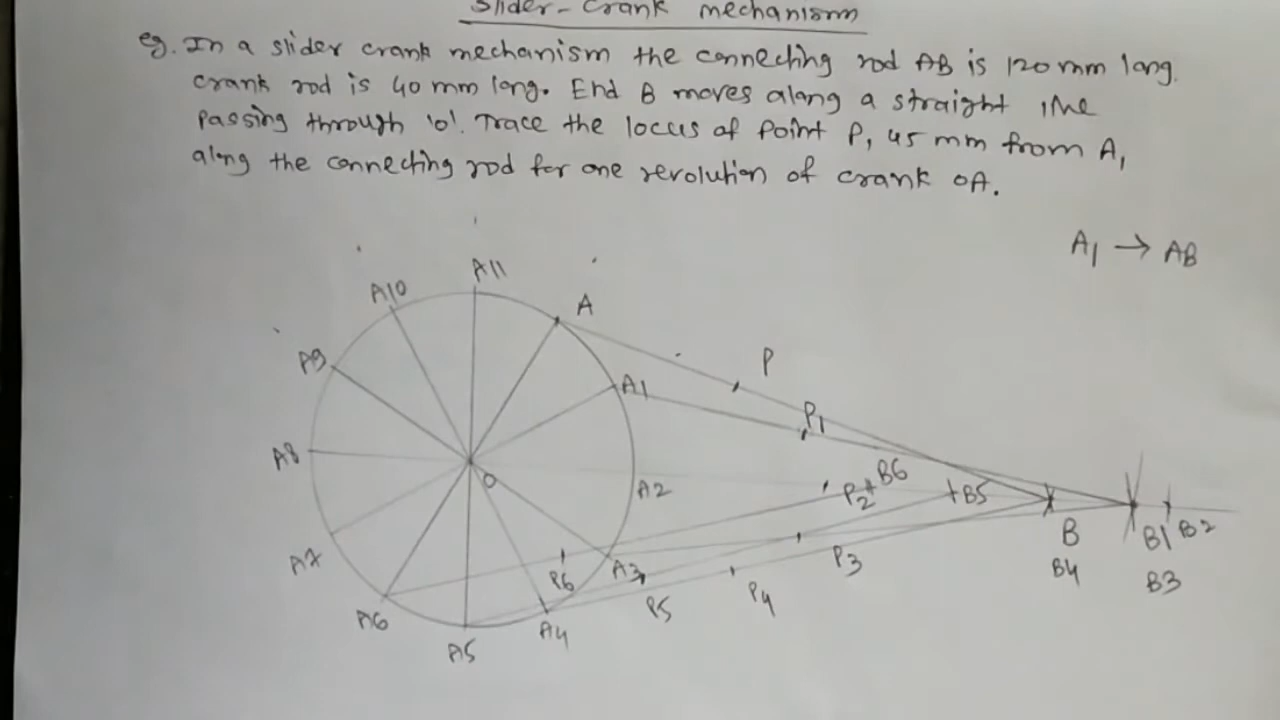 Slider-Crank mechanism
eg. In a slider crank mechanism the connecting rod AB is 120 mm long.
crank rod is 40 mm long. End B moves along a straight line
passing through 'o'. Trace the locus of point P, 45 mm from A,
along the connecting rod for one revolution of crank OA.
A1 → AB
A11
A10
A
A9
P
A1
P1
A8
O
A2
P2
B6
B5
B
B1
B2
A7
P6
A3
P3
B4
B3
A6
P5
P4
A5
A4